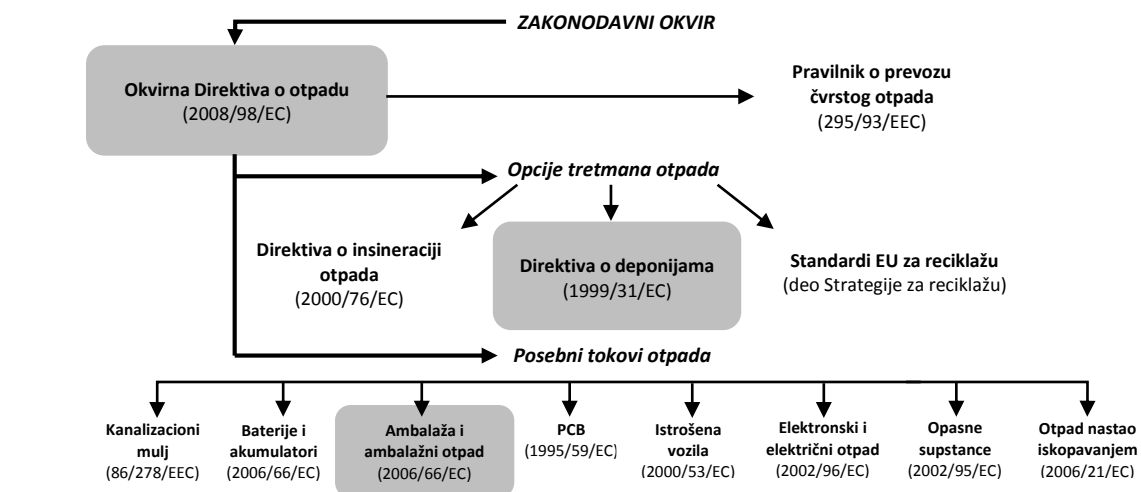 ZAKONODAVNI OKVIR
Okvirna Direktiva o otpadu
(2008/98/EC)
Pravilnik o prevozu
čvrstog otpada
(295/93/EEC)
Opcije tretmana otpada
Direktiva o insineraciji
otpada
(2000/76/EC)
Direktiva o deponijama
(1999/31/EC)
Standardi EU za reciklažu
(deo Strategije za reciklažu)
Posebni tokovi otpada
Kanalizacioni
mulj
(86/278/EEC)
Baterije i
akumulatori
(2006/66/EC)
Ambalaža i
ambalažni otpad
(2006/66/EC)
PCB
(1995/59/EC)
Istrošena
vozila
(2000/53/EC)
Elektronski i
električni otpad
(2002/96/EC)
Opasne
supstance
(2002/95/EC)
Otpad nastao
iskopavanjem
(2006/21/EC)